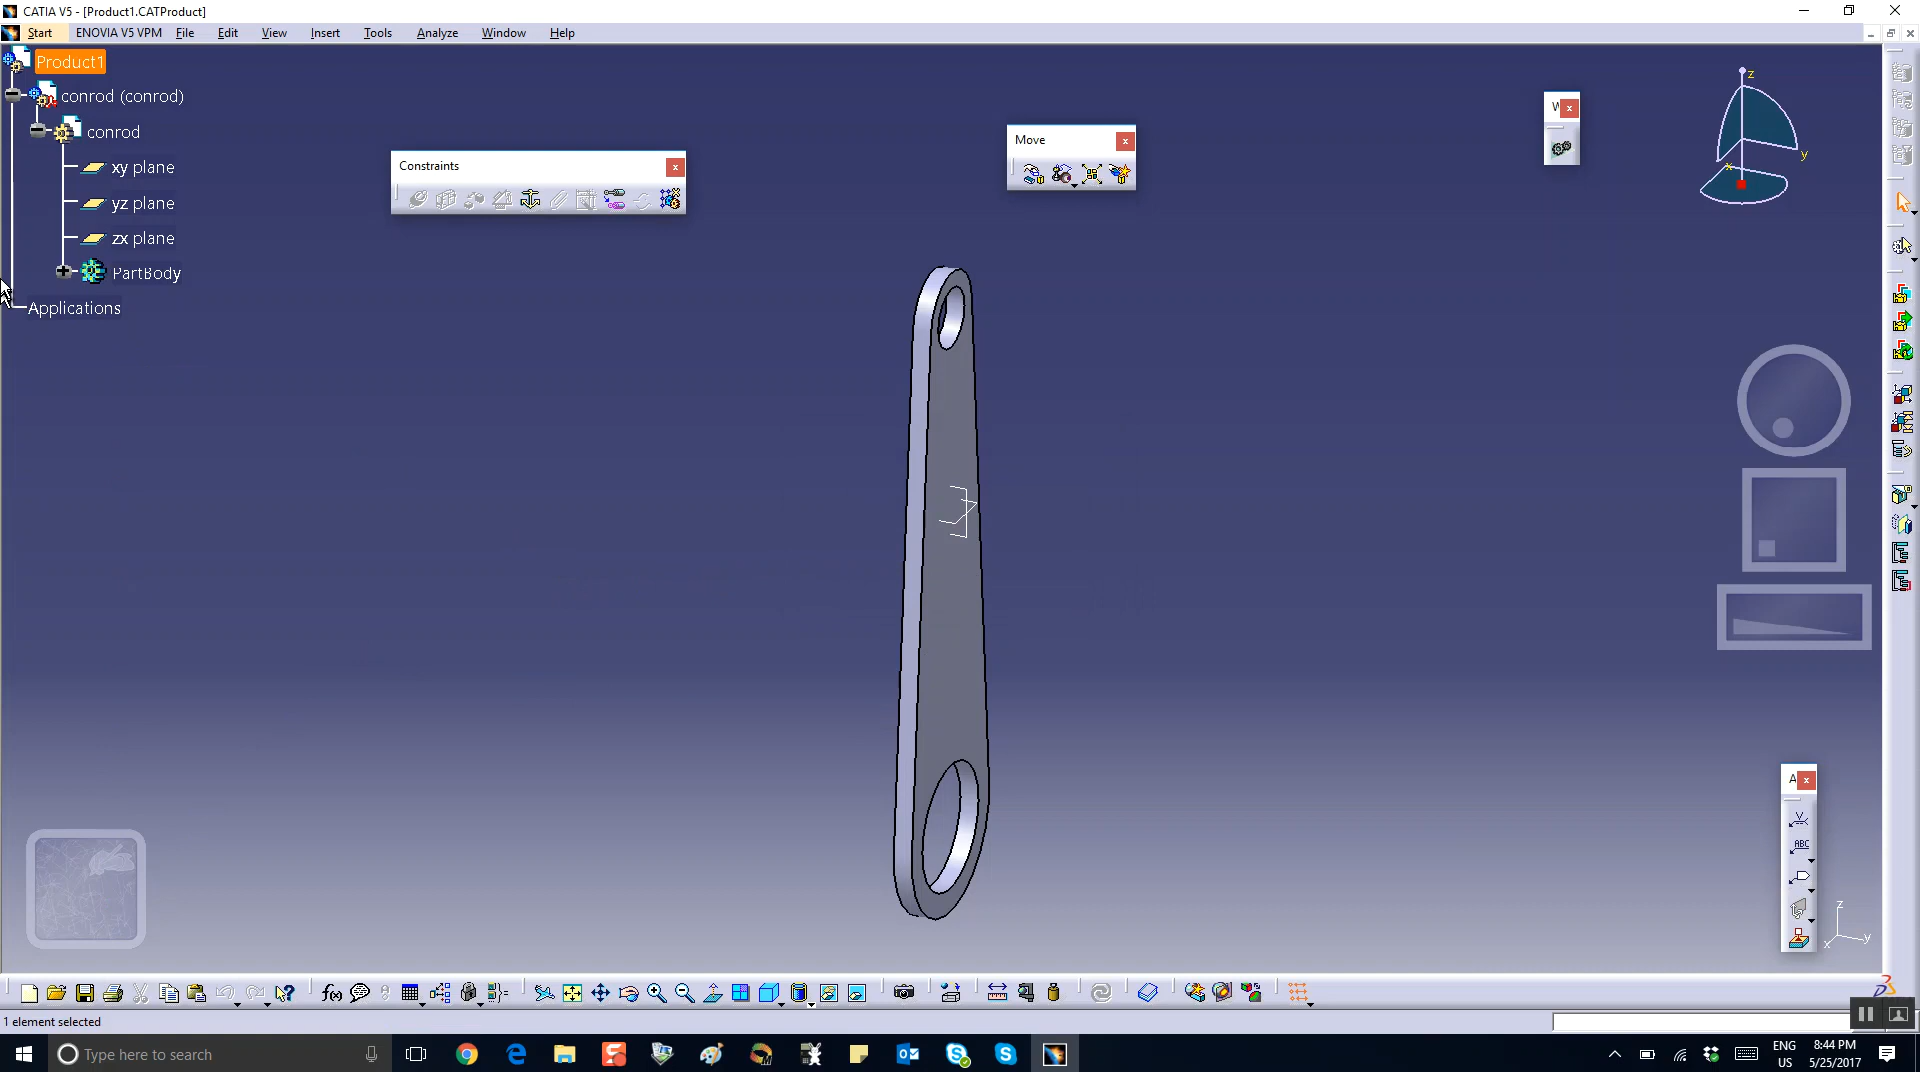 CATIA V5 - [Product1.CATProduct]
Start ENOVIA V5 VPM File Edit View Insert Tools Analyze Window Help
Product1
conrod (conrod)
conrod
xy plane
yz plane
zx plane
PartBody
Applications
Constraints
Move
z
y
x
ABC
z
x
y
f(x)
1 element selected
Type here to search
ENG
US
8:44 PM
5/25/2017